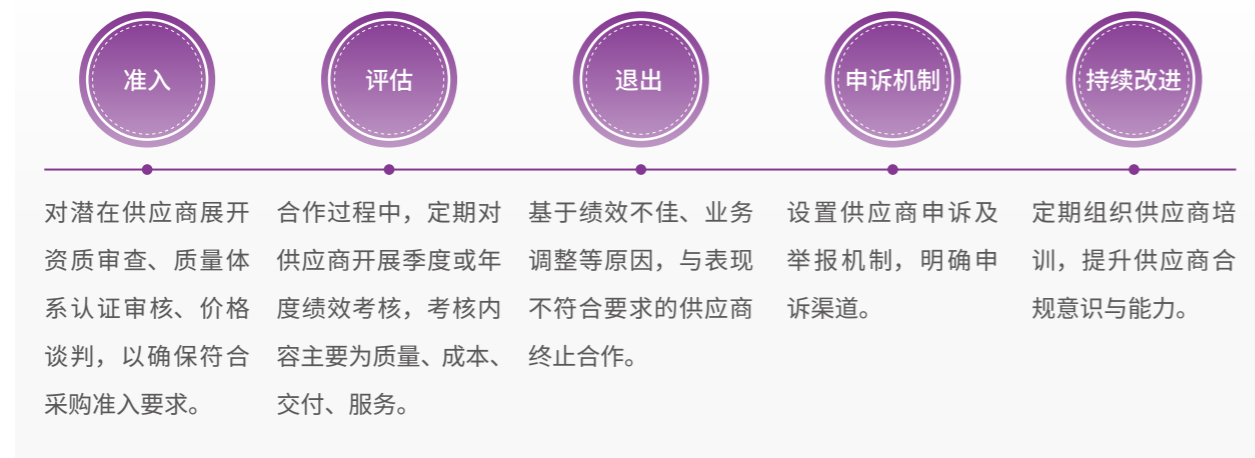 准入
对潜在供应商展开
资质审查、质量体
系认证审核、价格
谈判，以确保符合
采购准入要求。
评估
合作过程中，定期对
供应商开展季度或年
度绩效考核，考核内
容主要为质量、成本、
交付、服务。
退出
基于绩效不佳、业务
调整等原因，与表现
不符合要求的供应商
终止合作。
申诉机制
设置供应商申诉及
举报机制，明确申
诉渠道。
持续改进
定期组织供应商培
训，提升供应商合
规意识与能力。